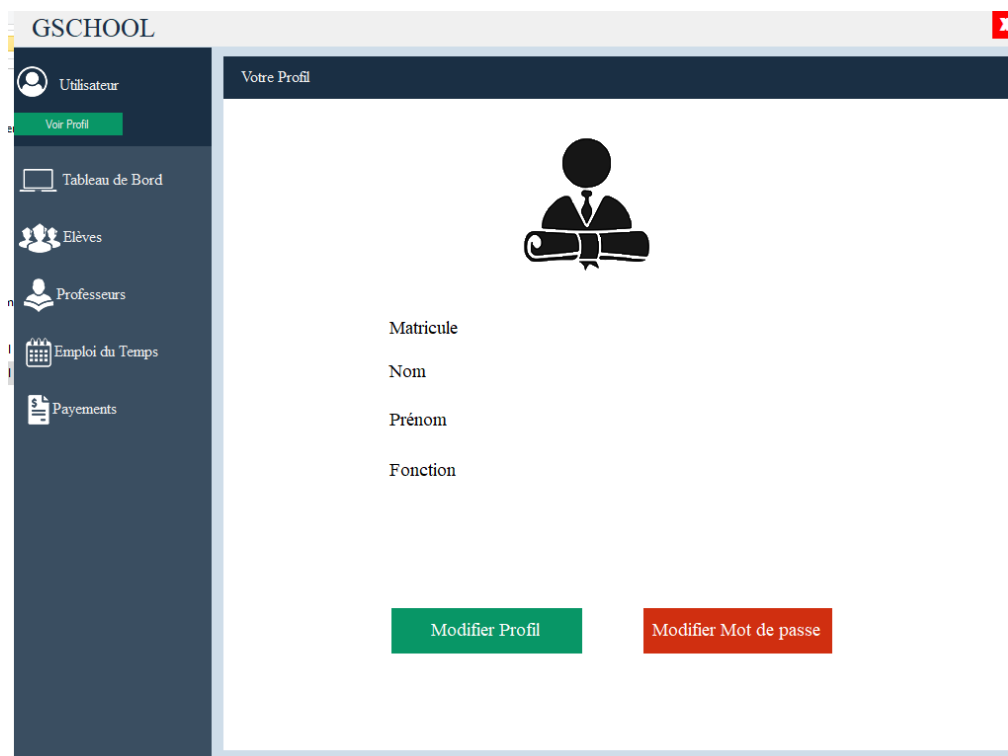 GSCHOOL
X
Utilisateur
Voir Profil
Tableau de Bord
Elèves
Professeurs
Emploi du Temps
Payements
Votre Profil
Matricule
Nom
Prénom
Fonction
Modifier Profil
Modifier Mot de passe